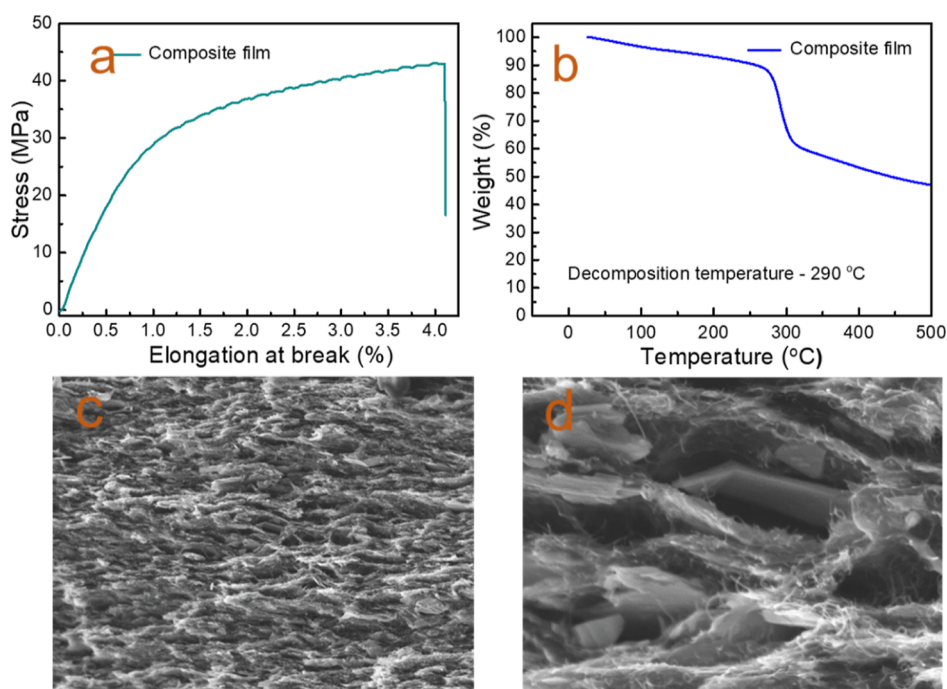 a
Composite film
Stress (MPa)
50
40
30
20
10
0
0.0 0.5 1.0 1.5 2.0 2.5 3.0 3.5 4.0
Elongation at break (%)
b
Composite film
Weight (%)
100
90
80
70
60
50
40
30
20
10
0
Decomposition temperature - 290 °C
0 100 200 300 400 500
Temperature (°C)
c
d